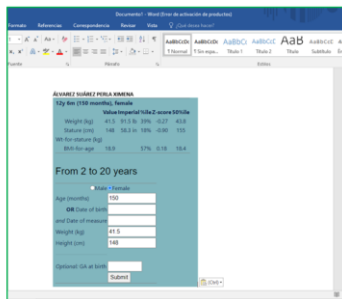 Documento1 - Word (Error de activación de productos)
Formato Referencias Correspondencia Revisar Vista ¿Qué desea hacer?
AaBbCcDc AaBbCcDc AaBbCc AaBbCcC AaB AaBbCcC
¶ Normal ¶ Sin espa... Título 1 Título 2 Título Subtítulo
Fuente Párrafo Estilos
ÁLVAREZ SUÁREZ PERLA XIMENA
12y 6m (150 months), female
Value Imperial %ile Z-score 50%ile
Weight (kg) 41.5 91.5 lb 39% -0.27 43.8
Stature (cm) 148 58.3 in 18% -0.90 155
Wt-for-stature (kg)
BMI-for-age 18.9 57% 0.18 18.4
From 2 to 20 years
Male Female
Age (months) 150
OR Date of birth
and Date of measure
Weight (kg) 41.5
Height (cm) 148
Optional: GA at birth
Submit
(Ctrl)